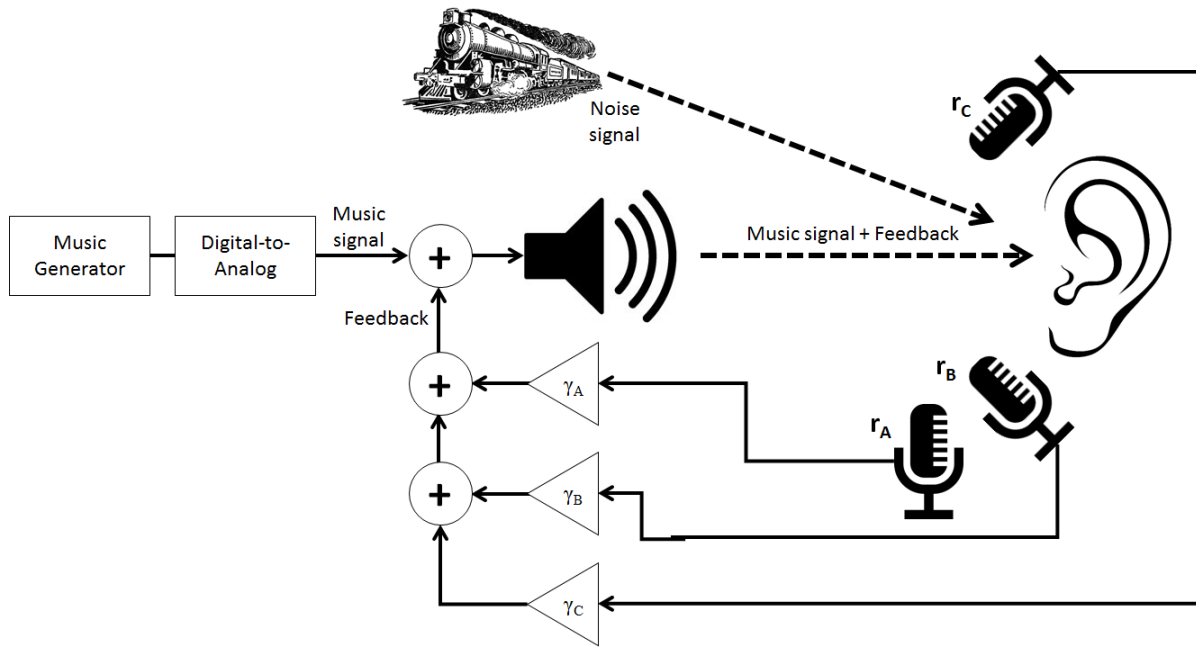 Noise
signal
r_C
Music
Generator
Digital-to-
Analog
Music
signal
+
Music signal + Feedback
Feedback
+
γ_A
r_B
r_A
+
γ_B
γ_C